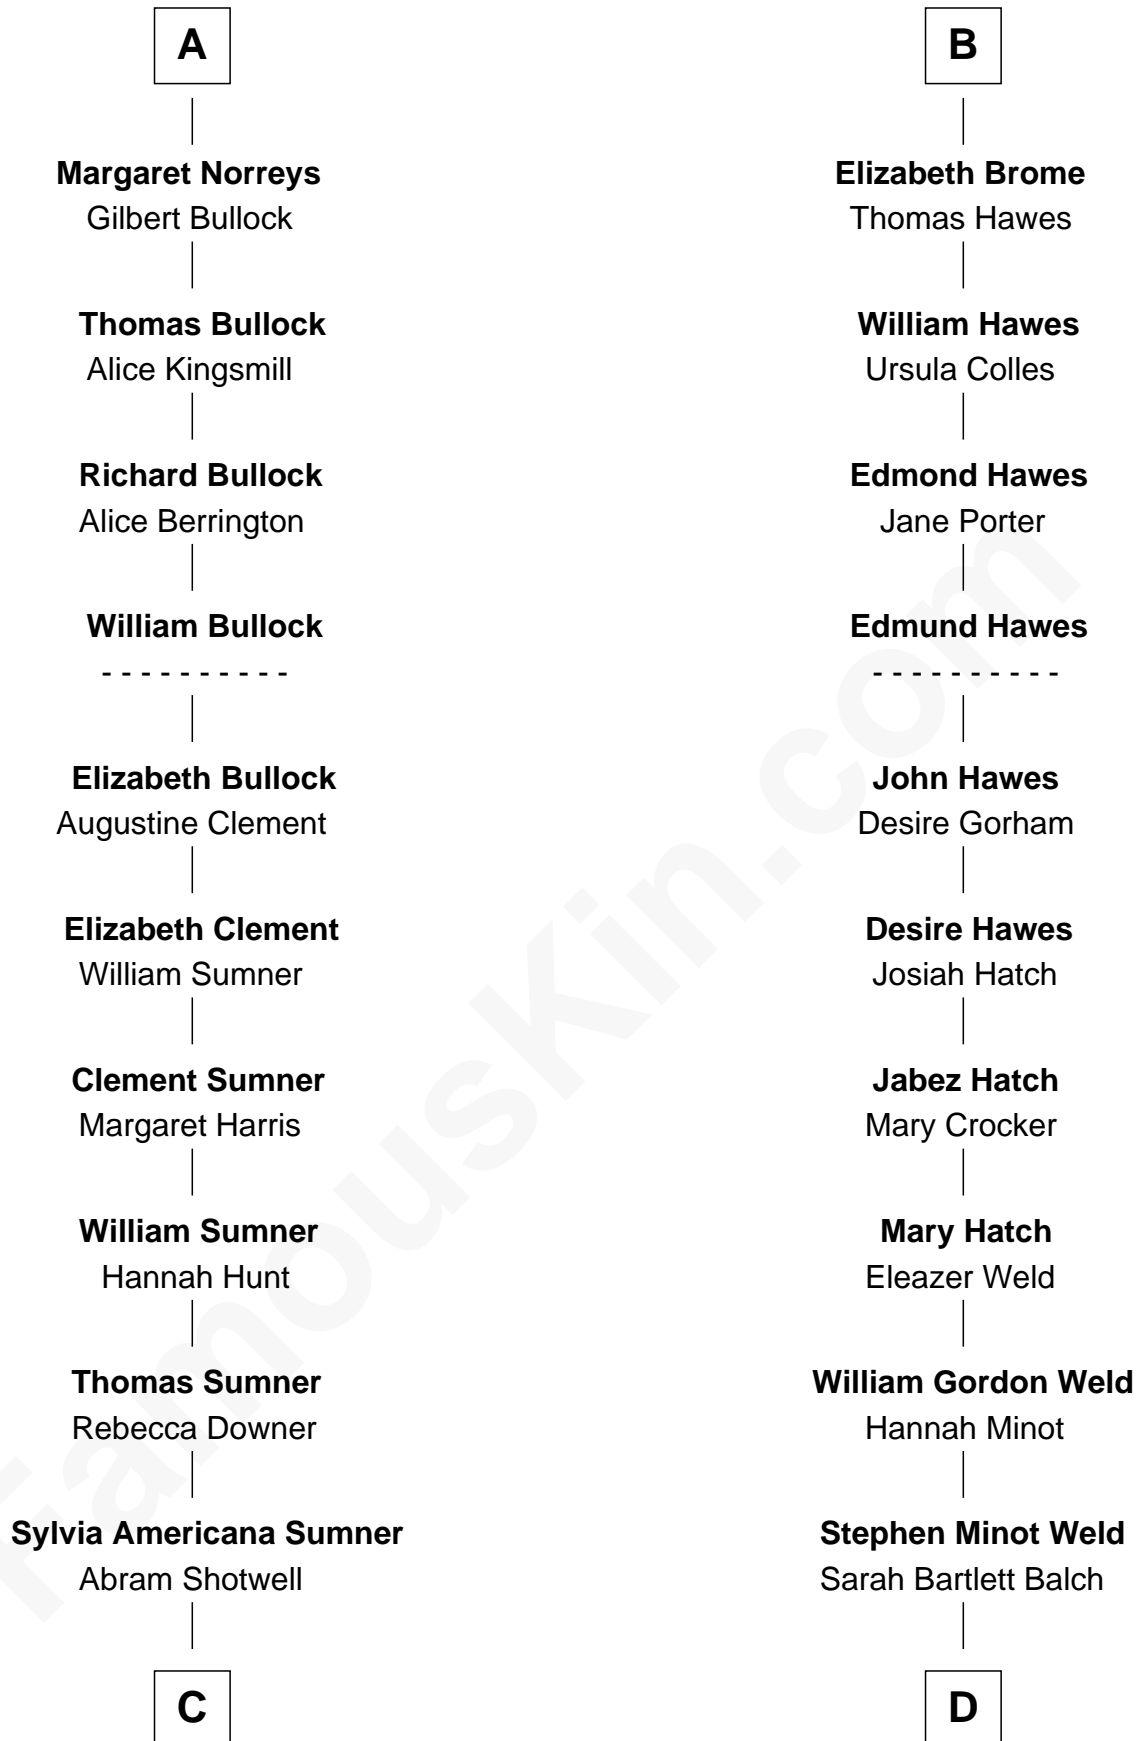 A
Margaret Norreys
Gilbert Bullock
Thomas Bullock
Alice Kingsmill
Richard Bullock
Alice Berrington
William Bullock
- - - - - - - - - -
Elizabeth Bullock
Augustine Clement
Elizabeth Clement
William Sumner
Clement Sumner
Margaret Harris
William Sumner
Hannah Hunt
Thomas Sumner
Rebecca Downer
Sylvia Americana Sumner
Abram Shotwell
C
B
Elizabeth Brome
Thomas Hawes
William Hawes
Ursula Colles
Edmond Hawes
Jane Porter
Edmund Hawes
- - - - - - - - - -
John Hawes
Desire Gorham
Desire Hawes
Josiah Hatch
Jabez Hatch
Mary Crocker
Mary Hatch
Eleazer Weld
William Gordon Weld
Hannah Minot
Stephen Minot Weld
Sarah Bartlett Balch
D
FamousKin.com